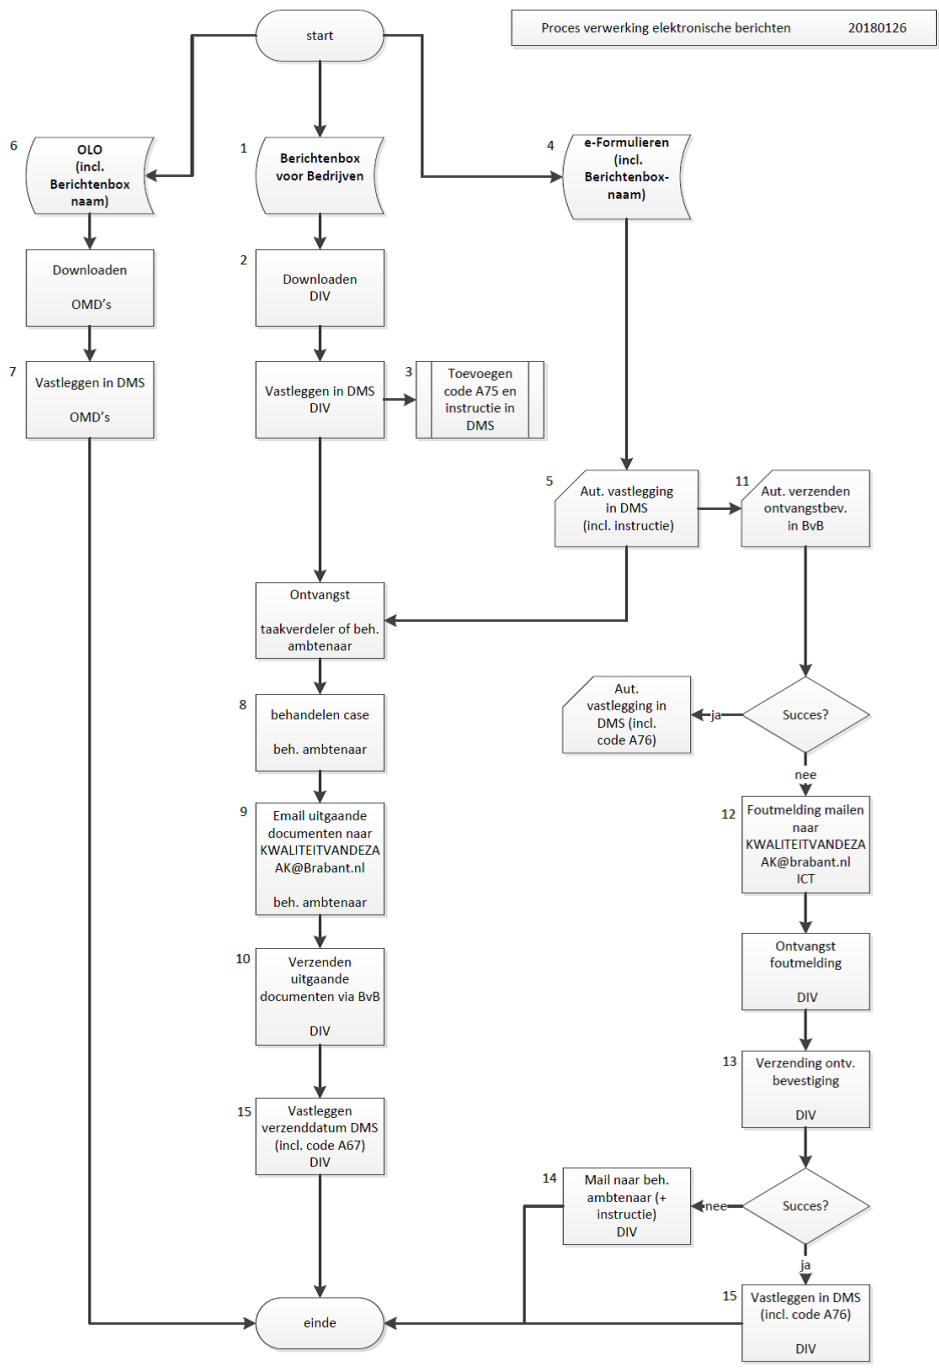 start
Proces verwerking elektronische berichten 20180126
6
OLO
(incl.
Berichtenbox
naam)
1
Berichtenbox
voor Bedrijven
4
e-Formulieren
(incl.
Berichtenbox-
naam)
Downloaden
OMD's
2
Downloaden
DIV
7
Vastleggen in DMS
OMD's
Vastleggen in DMS
DIV
3
Toevoegen
code A75 en
instructie in
DMS
5
Aut. vastlegging
in DMS
(incl. instructie)
11
Aut. verzenden
ontvangstbev.
in BvB
Ontvangst
taakverdeler of beh.
ambtenaar
8
behandelen case
beh. ambtenaar
Aut.
vastlegging in
DMS (incl.
code A76)
ja
Succes?
nee
9
Email uitgaande
documenten naar
KWALITEITVANDEZA
AK@Brabant.nl
beh. ambtenaar
12
Foutmelding mailen
naar
KWALITEITVANDEZA
AK@brabant.nl
ICT
10
Verzenden
uitgaande
documenten via BvB
DIV
Ontvangst
foutmelding
DIV
13
Verzending ontv.
bevestiging
DIV
15
Vastleggen
verzenddatum DMS
(incl. code A67)
DIV
14
Mail naar beh.
ambtenaar (+
instructie)
DIV
nee
Succes?
ja
einde
15
Vastleggen in DMS
(incl. code A76)
DIV